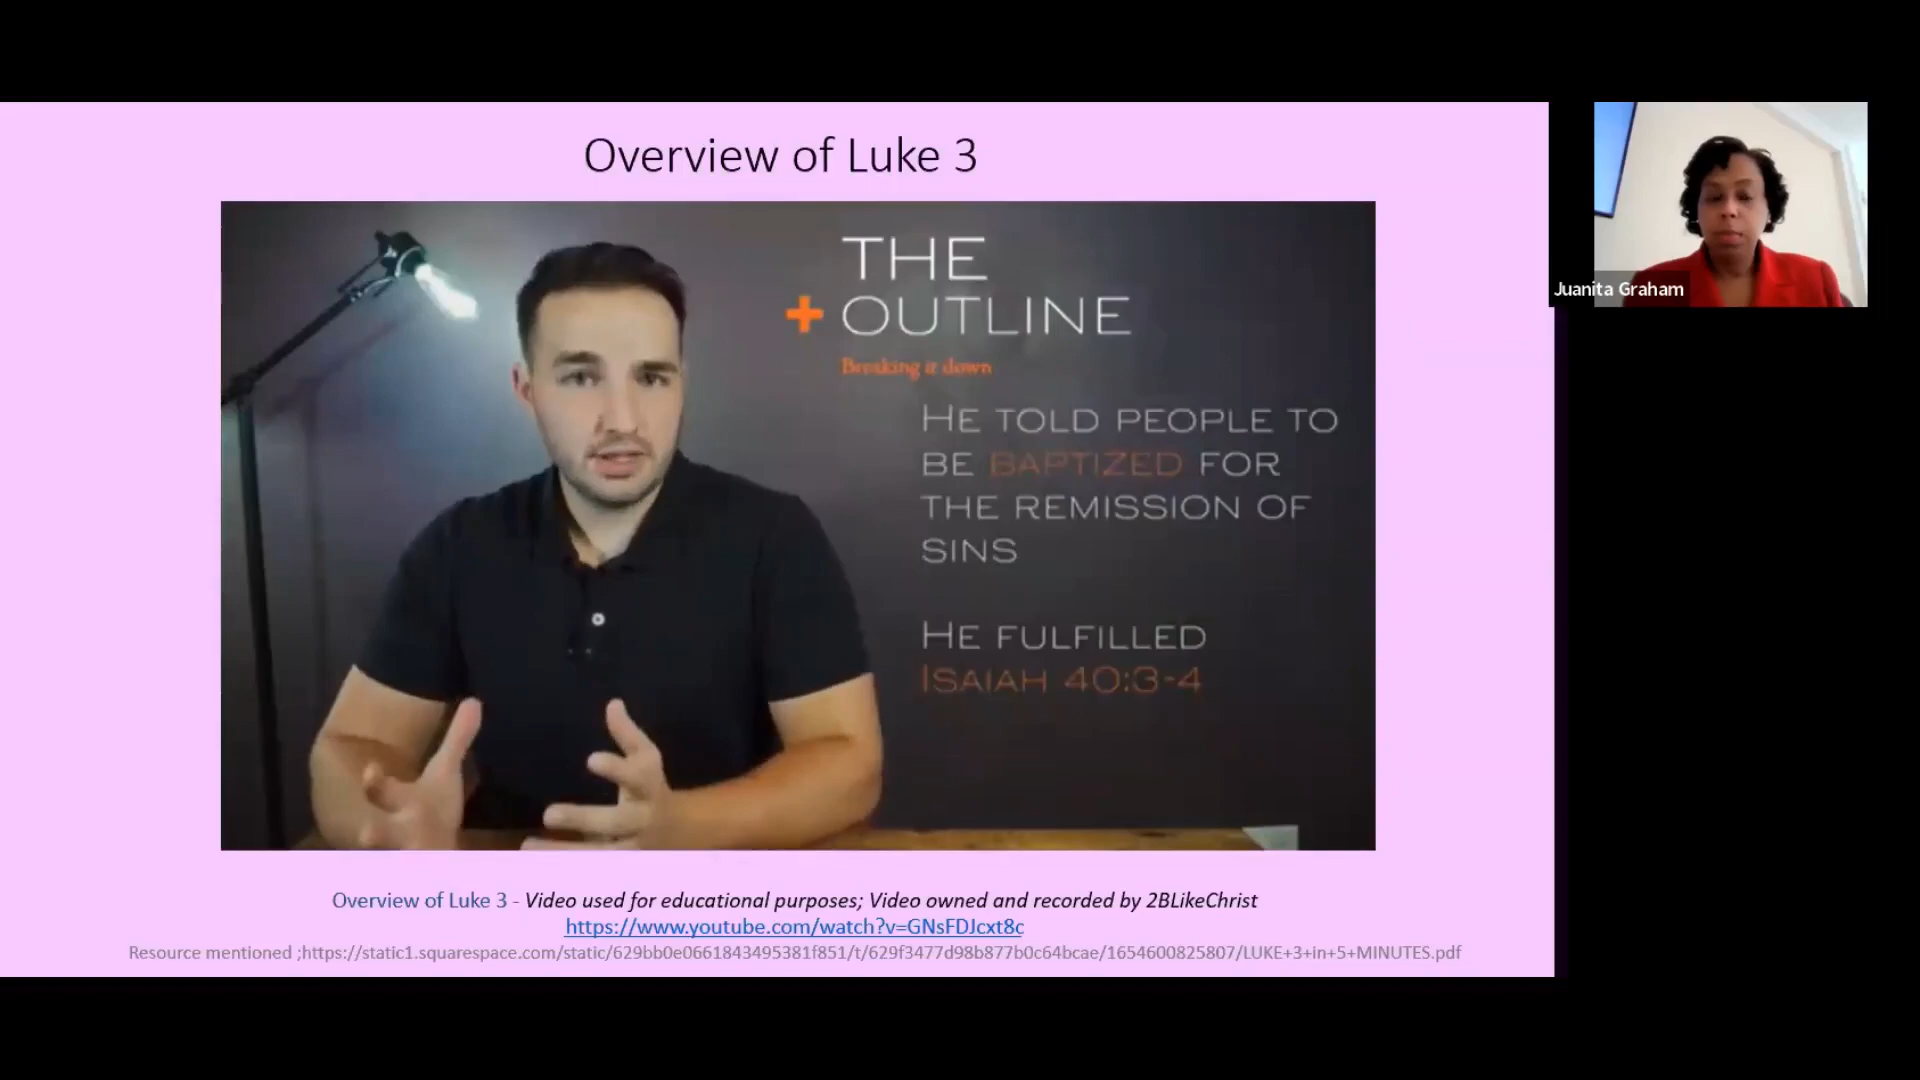 Overview of Luke 3
THE
+ OUTLINE
Breaking it down
HE TOLD PEOPLE TO
BE BAPTIZED FOR
THE REMISSION OF
SINS
HE FULFILLED
ISAIAH 40:3-4
Juanita Graham
Overview of Luke 3 - Video used for educational purposes; Video owned and recorded by 2BLikeChrist
https://www.youtube.com/watch?v=GNsFDJcxt8c
Resource mentioned ;https://static1.squarespace.com/static/629bb0e0661843495381f851/t/629f3477d98b877b0c64bcae/1654600825807/LUKE+3+in+5+MINUTES.pdf